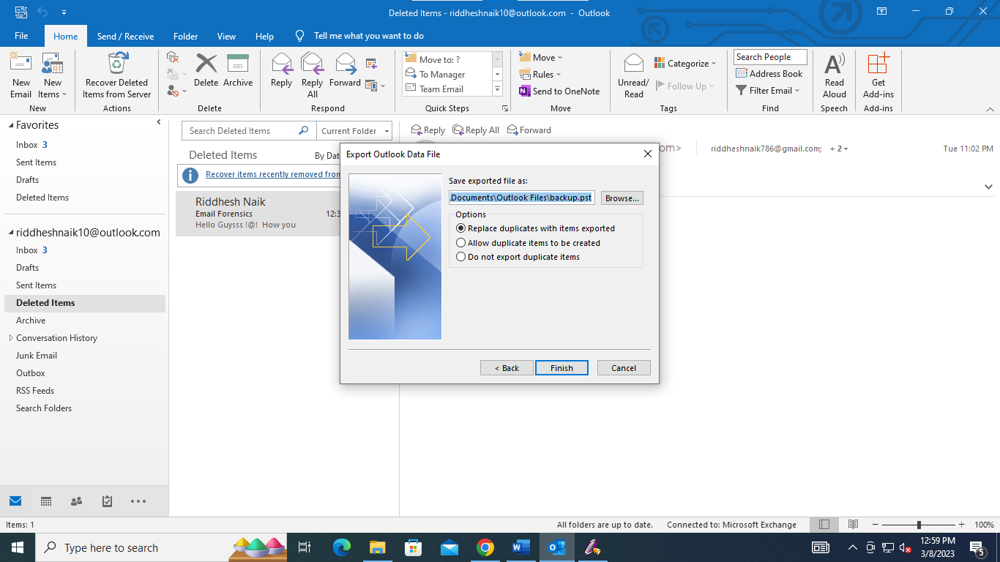 Deleted Items - riddheshnaik10@outlook.com - Outlook
File Home Send / Receive Folder View Help Tell me what you want to do
New Email
New Items
New
Recover Deleted Items from Server
Actions
Delete Archive
Delete
Reply Reply All Forward
Respond
Move to: ?
To Manager
Team Email
Quick Steps
Move
Rules
Send to OneNote
Move
Unread/ Read
Categorize
Follow Up
Tags
Search People
Address Book
Filter Email
Find
Read Aloud
Speech
Get Add-ins
Add-ins
Favorites
Inbox 3
Sent Items
Drafts
Deleted Items
riddheshnaik10@outlook.com
Inbox 3
Drafts
Sent Items
Deleted Items
Archive
Conversation History
Junk Email
Outbox
RSS Feeds
Search Folders
Search Deleted Items Current Folder
Deleted Items By Dat
Recover items recently removed from
Riddhesh Naik
Email Forensics 12:3
Hello Guysss !@! How you
Reply Reply All Forward
om> riddheshnaik786@gmail.com; + 2 Tue 11:02 PM
Export Outlook Data File
Save exported file as:
Documents\Outlook Files\backup.pst Browse...
Options
Replace duplicates with items exported
Allow duplicate items to be created
Do not export duplicate items
< Back Finish Cancel
Items: 1 All folders are up to date. Connected to: Microsoft Exchange 100%
Type here to search
12:59 PM
3/8/2023
5